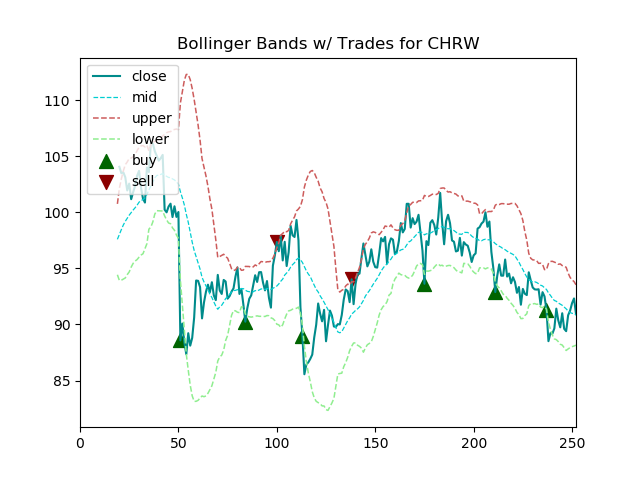 Bollinger Bands w/ Trades for CHRW
close
mid
upper
lower
buy
sell
110
105
100
95
90
85
0 50 100 150 200 250